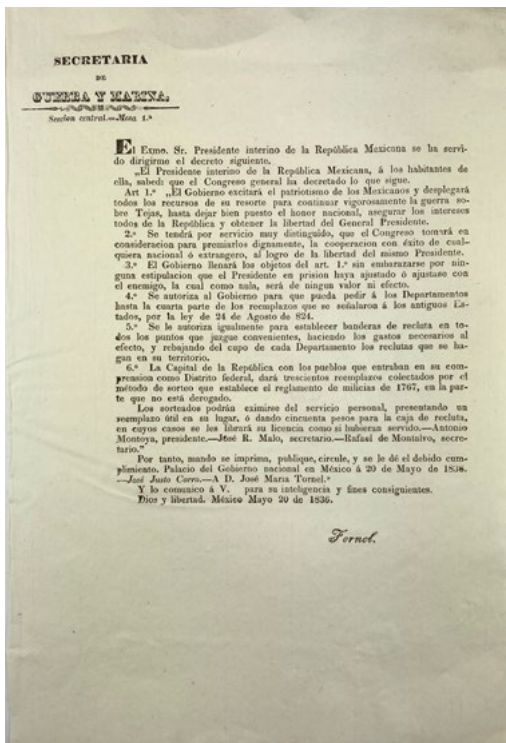 SECRETARIA
DE
GUERRA Y MARINA.
Seccion central.—Mesa 1.ª
El Exmo. Sr. Presidente interino de la República Mexicana se ha servi-
do dirigirme el decreto siguiente.
„El Presidente interino de la República Mexicana, á los habitantes de
ella, sabed: que el Congreso general ha decretado lo que sigue.
Art 1.º „El Gobierno excitará el patriotismo de los Mexicanos y desplegará
todos los recursos de su resorte para continuar vigorosamente la guerra so-
bre Tejas, hasta dejar bien puesto el honor nacional, asegurar los intereses
todos de la República y obtener la libertad del General Presidente.
2.º Se tendrá por servicio muy distinguido, que el Congreso tomará en
consideracion para premiarlos dignamente, la cooperacion con éxito de cual-
quiera nacional ó extrangero, al logro de la libertad del mismo Presidente.
3.º El Gobierno llenará los objetos del art. 1.º sin embarazarse por nin-
guna estipulacion que el Presidente en prision haya ajustado ó ajustase con
el enemigo, la cual como nula, será de ningun valor ni efecto.
4.º Se autoriza al Gobierno para que pueda pedir á los Departamentos
hasta la cuarta parte de los reemplazos que se señalaron á los antiguos Es-
tados, por la ley de 24 de Agosto de 824.
5.º Se le autoriza igualmente para establecer banderas de recluta en to-
dos los puntos que juzgue convenientes, haciendo los gastos necesarios al
efecto, y rebajando del cupo de cada Departamento los reclutas que se ha-
gan en su territorio.
6.º La Capital de la República con los pueblos que entraban en su com-
prension como Distrito federal, dará trescientos reemplazos colectados por el
método de sorteo que establece el reglamento de milicias de 1767, en la par-
te que no está derogado.
Los sorteados podrán eximirse del servicio personal, presentando un
reemplazo útil en su lugar, ó dando cincuenta pesos para la caja de recluta,
en cuyos casos se les librará su licencia como si hubieran servido.—Antonio
Montoya, presidente.—José R. Malo, secretario.—Rafael de Montalvo, secre-
tario."
Por tanto, mando se imprima, publique, circule, y se le dé el debido cum-
plimiento. Palacio del Gobierno nacional en México á 20 de Mayo de 1836.
—José Justo Corro.—A D. José María Tornel."
Y lo comunico á V. para su inteligencia y fines consiguientes.
Dios y libertad. México Mayo 20 de 1836.
Tornel.